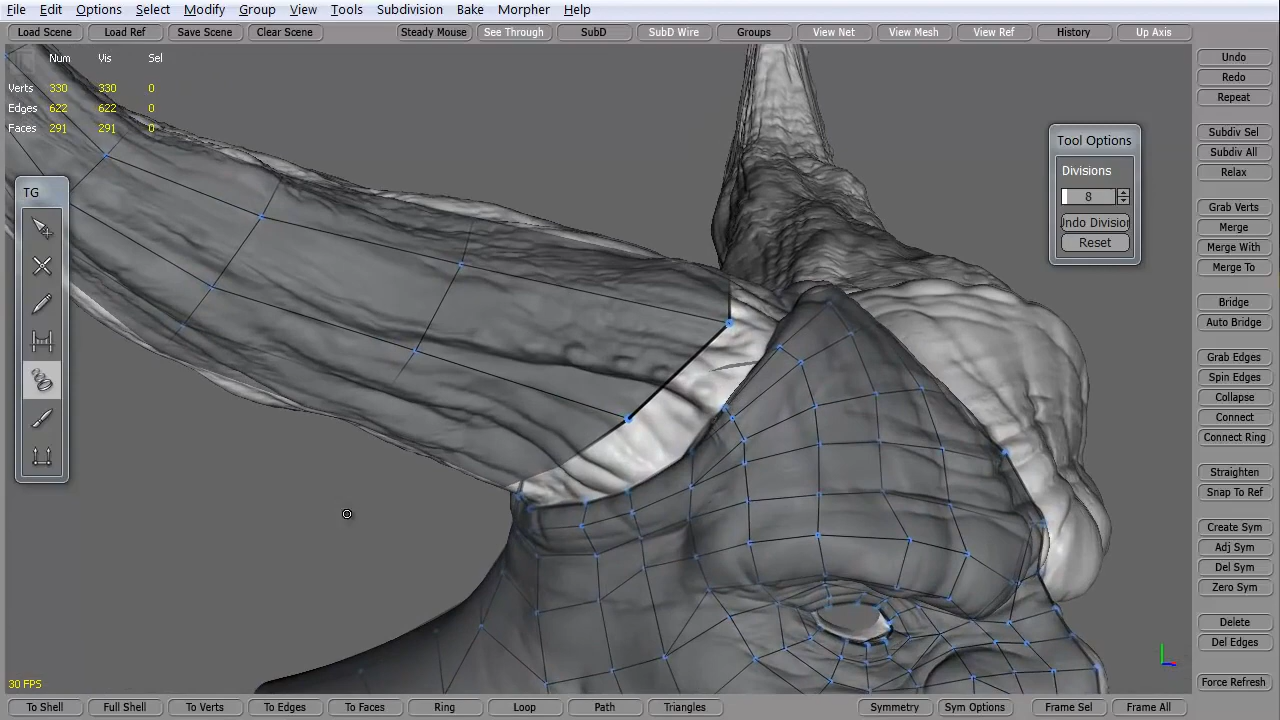 File Edit Options Select Modify Group View Tools Subdivision Bake Morpher Help
Load Scene Load Ref Save Scene Clear Scene Steady Mouse See Through SubD SubD Wire Groups View Net View Mesh View Ref History Up Axis
Num Vis Sel
Verts 330 330 0
Edges 622 622 0
Faces 291 291 0
TG
Tool Options
Divisions
8
Undo Division
Reset
Undo
Redo
Repeat
Subdiv Sel
Subdiv All
Relax
Grab Verts
Merge
Merge With
Merge To
Bridge
Auto Bridge
Grab Edges
Spin Edges
Collapse
Connect
Connect Ring
Straighten
Snap To Ref
Create Sym
Adj Sym
Del Sym
Zero Sym
Delete
Del Edges
Force Refresh
30 FPS
To Shell Full Shell To Verts To Edges To Faces Ring Loop Path Triangles Symmetry Sym Options Frame Sel Frame All